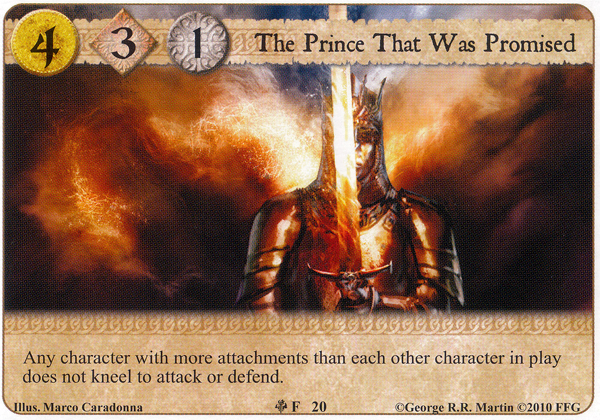 4 3 1 The Prince That Was Promised
Any character with more attachments than each other character in play
does not kneel to attack or defend.
Illus. Marco Caradonna F 20 ©George R.R. Martin ©2010 FFG